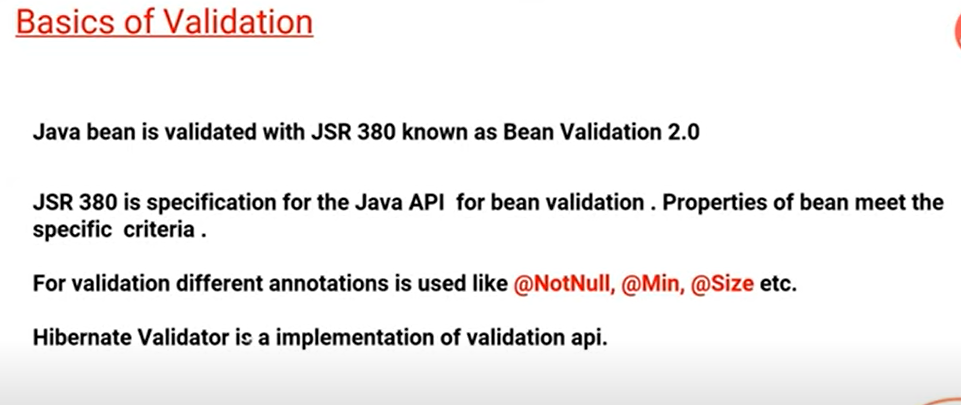 Basics of Validation
Java bean is validated with JSR 380 known as Bean Validation 2.0
JSR 380 is specification for the Java API for bean validation . Properties of bean meet the
specific criteria .
For validation different annotations is used like @NotNull, @Min, @Size etc.
Hibernate Validator is a implementation of validation api.